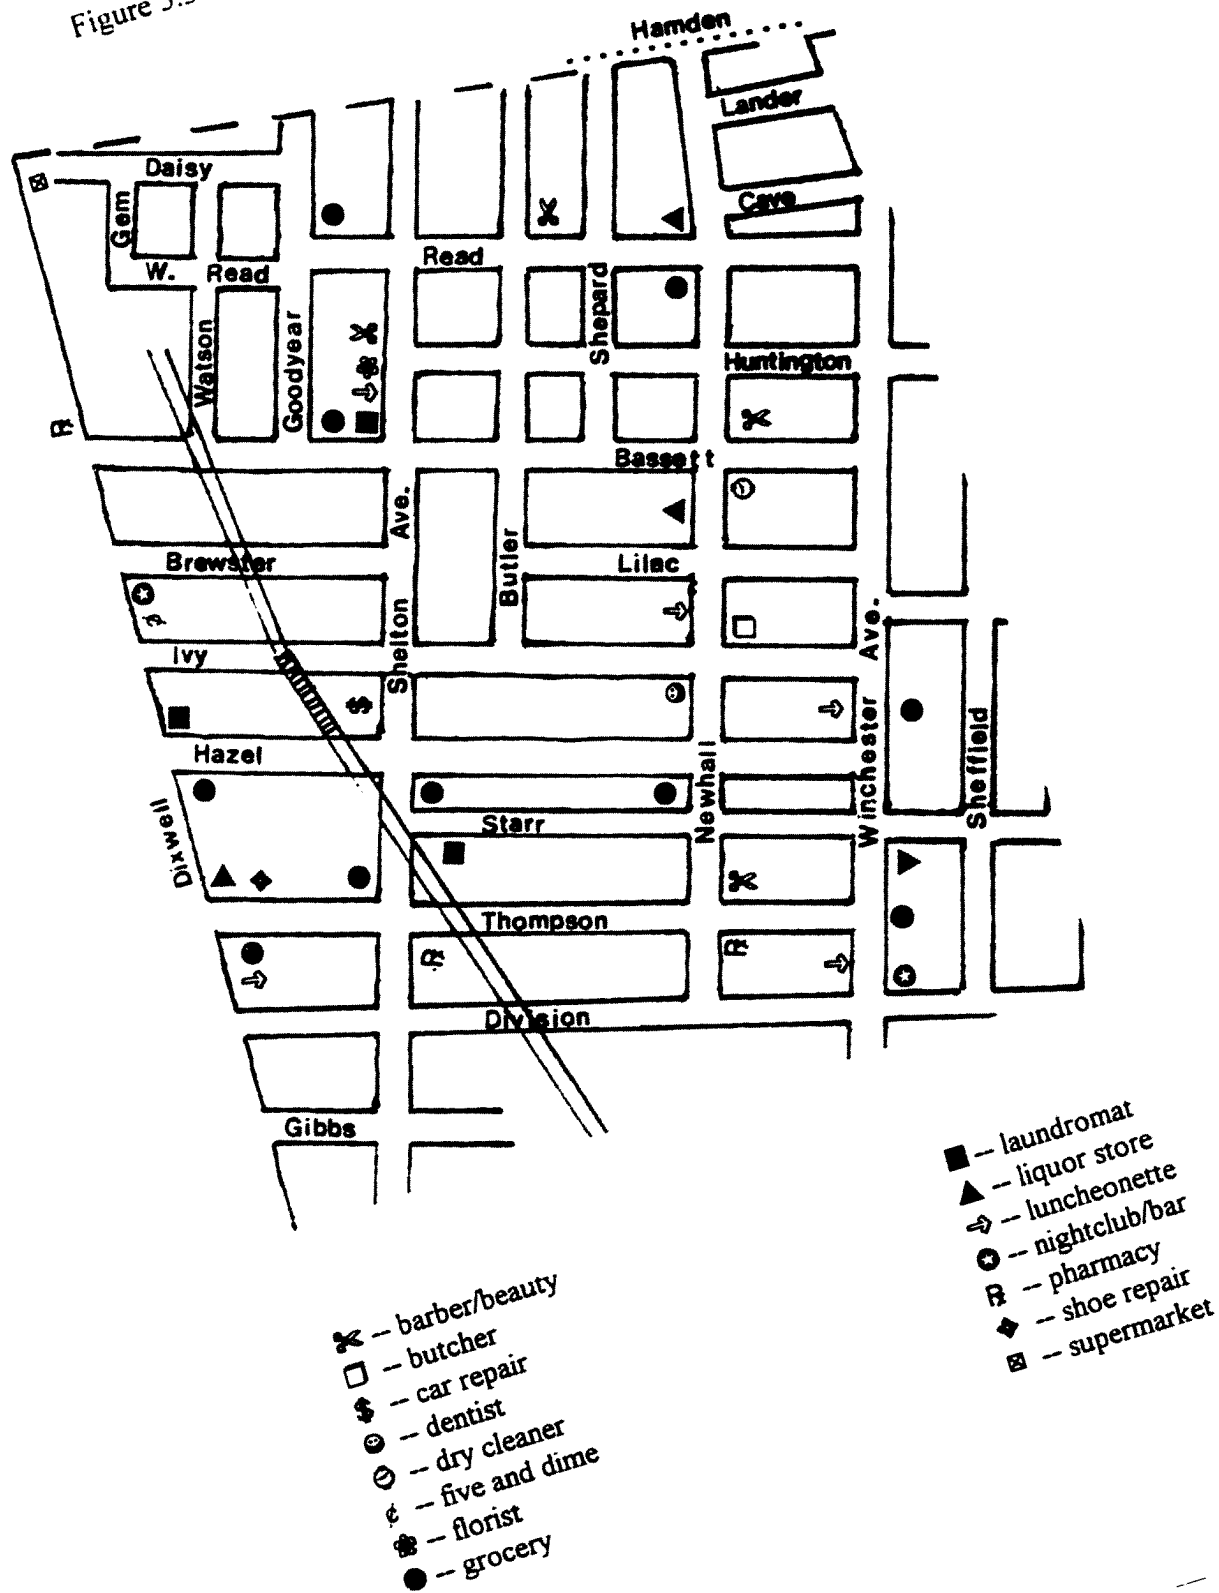 Figure
Hamden
Lander
Daisy
Cave
Gem
Read
W. Read
Shepard
Watson
Goodyear
Huntington
Bassett
Ave.
Butler
Brewster
Lilac
Ave.
Ivy
Shelton
Hazel
Newhall
Winchester
Sheffield
Dixwell
Starr
Thompson
Division
Gibbs
-- laundromat
-- liquor store
-- luncheonette
-- nightclub/bar
-- pharmacy
-- shoe repair
-- supermarket
-- barber/beauty
-- butcher
-- car repair
-- dentist
-- dry cleaner
-- five and dime
-- florist
-- grocery